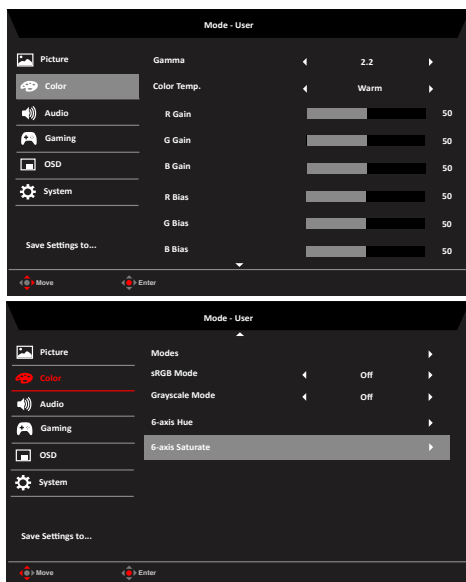 Mode - User
Picture
Gamma 2.2
Color
Color Temp. Warm
Audio
R Gain 50
Gaming
G Gain 50
OSD
B Gain 50
System
R Bias 50
G Bias 50
Save Settings to...
B Bias 50
Move Enter
Mode - User
Picture
Modes
Color
sRGB Mode Off
Audio
Grayscale Mode Off
Gaming
6-axis Hue
OSD
6-axis Saturate
System
Save Settings to...
Move Enter